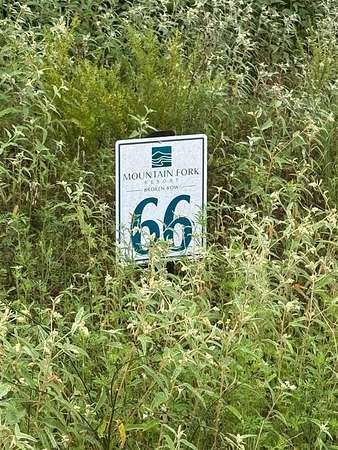 MOUNTAIN FORK
RESORT
BROKEN BOW
66